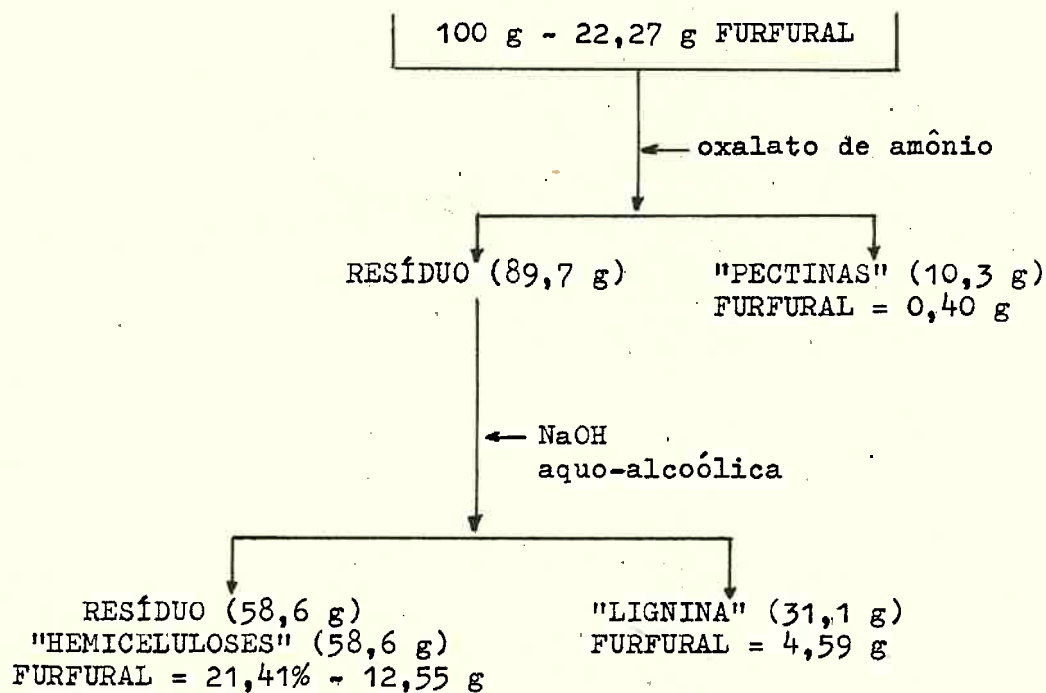 100 g - 22,27 g FURFURAL
oxalato de amônio
RESÍDUO (89,7 g)
"PECTINAS" (10,3 g)
FURFURAL = 0,40 g
NaOH
aquo-alcoólica
RESÍDUO (58,6 g)
"HEMICELULOSES" (58,6 g)
FURFURAL = 21,41% - 12,55 g
"LIGNINA" (31,1 g)
FURFURAL = 4,59 g